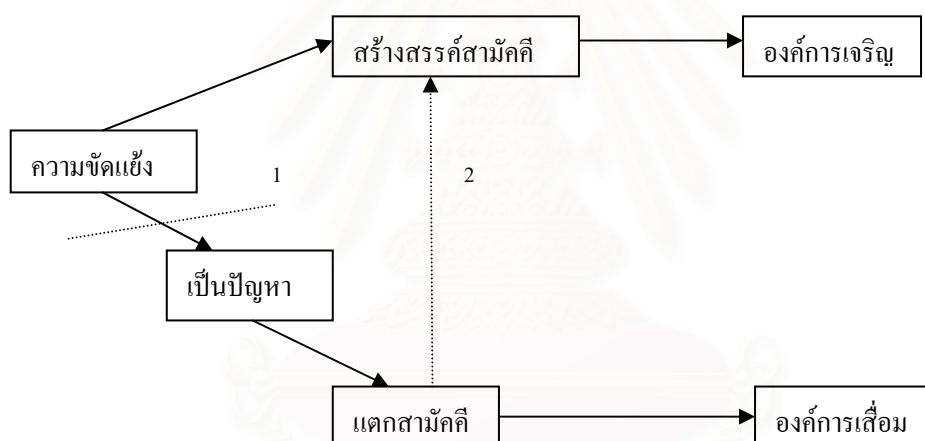 สร้างสรรค์สามัคคี
องค์การเจริญ
ความขัดแย้ง
1
2
เป็นปัญหา
แตกสามัคคี
องค์การเสื่อม